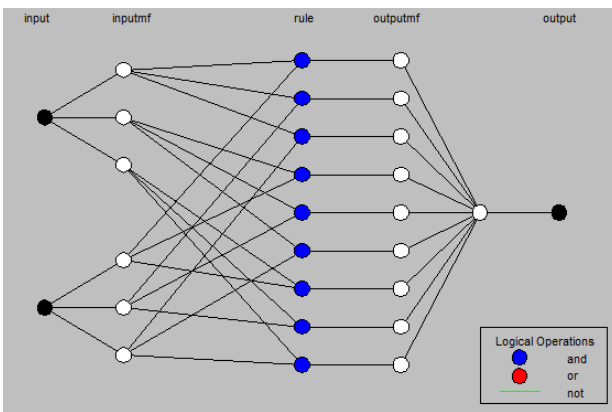 input inputmf rule outputmf output
Logical Operations
and
or
not